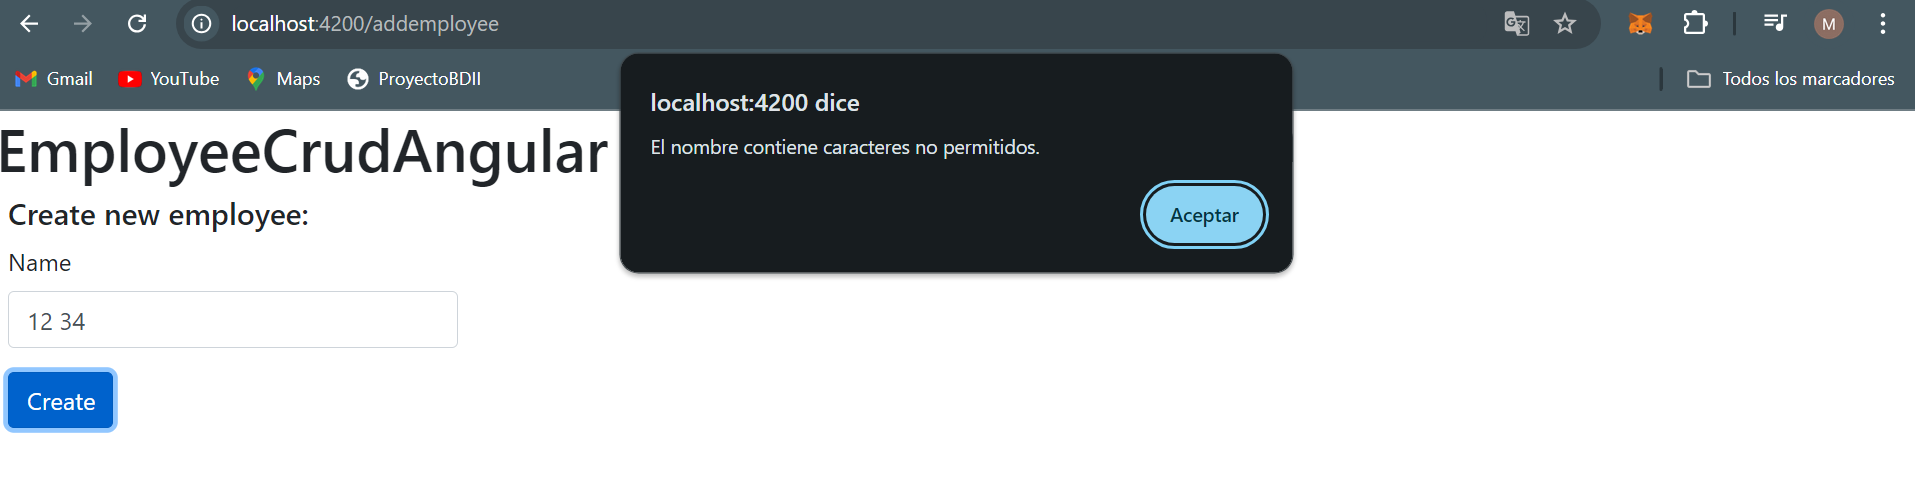 localhost:4200/addemployee
M
Gmail YouTube Maps ProyectoBDII Todos los marcadores
localhost:4200 dice
El nombre contiene caracteres no permitidos.
Aceptar
EmployeeCrudAngular
Create new employee:
Name
12 34
Create